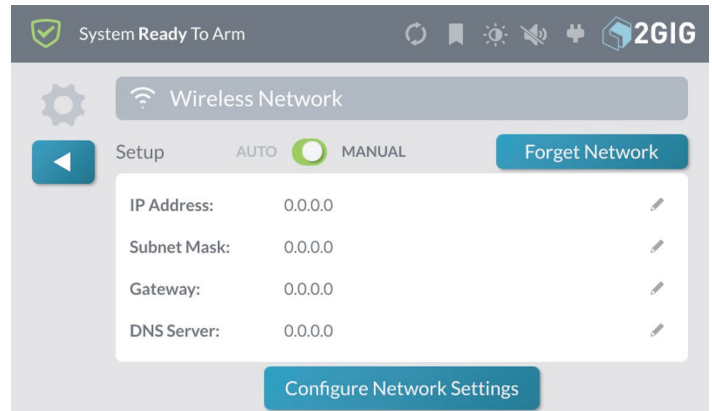 System Ready To Arm
2GIG
Wireless Network
Setup AUTO MANUAL Forget Network
IP Address: 0.0.0.0
Subnet Mask: 0.0.0.0
Gateway: 0.0.0.0
DNS Server: 0.0.0.0
Configure Network Settings